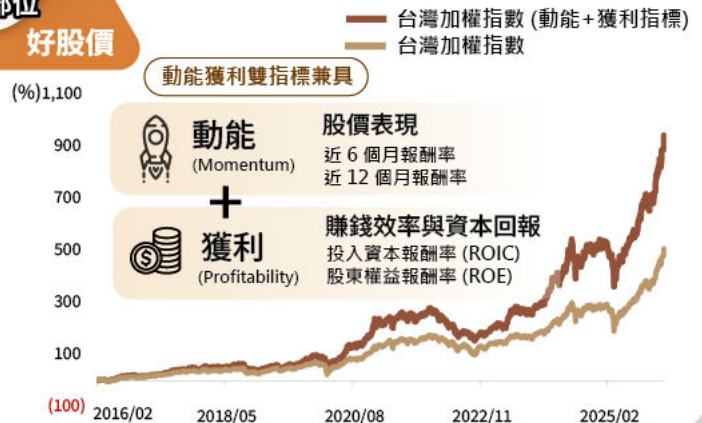 部位
好股價
台灣加權指數 (動能+獲利指標)
台灣加權指數
動能獲利雙指標兼具
(%)
1,100
900
700
500
300
100
(100)
動能
(Momentum)
股價表現
近 6 個月報酬率
近 12 個月報酬率
+
獲利
(Profitability)
賺錢效率與資本回報
投入資本報酬率 (ROIC)
股東權益報酬率 (ROE)
$
2016/02
2018/05
2020/08
2022/11
2025/02